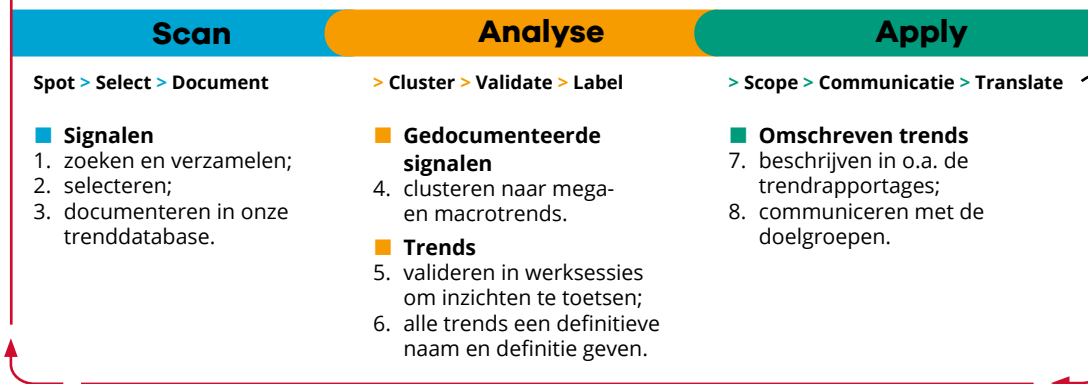 Scan
Spot > Select > Document
Signalen
1. zoeken en verzamelen;
2. selecteren;
3. documenteren in onze
trenddatabase.
Analyse
> Cluster > Validate > Label
Gedocumenteerde
signalen
4. clusteren naar mega-
en macrotrends.
Trends
5. valideren in werksessies
om inzichten te toetsen;
6. alle trends een definitieve
naam en definitie geven.
Apply
> Scope > Communicatie > Translate
Omschreven trends
7. beschrijven in o.a. de
trendrapportages;
8. communiceren met de
doelgroepen.